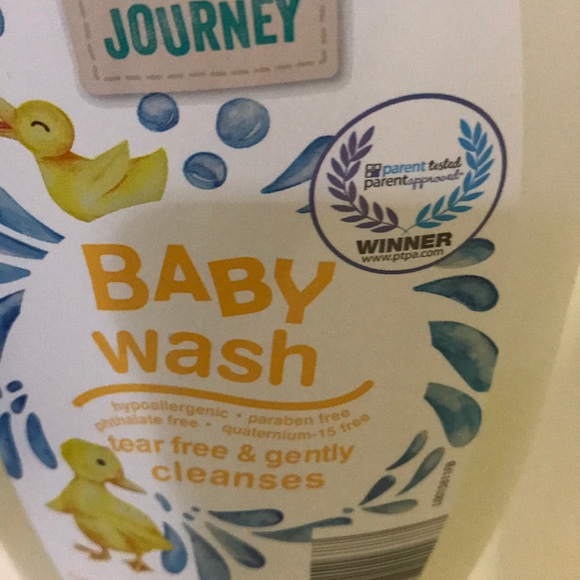 JOURNEY
parent tested
parent approved
WINNER
www.ptpa.com
BABY
wash
hypoallergenic • paraben free
phthalate free • quaternium-15 free
tear free & gently
cleanses